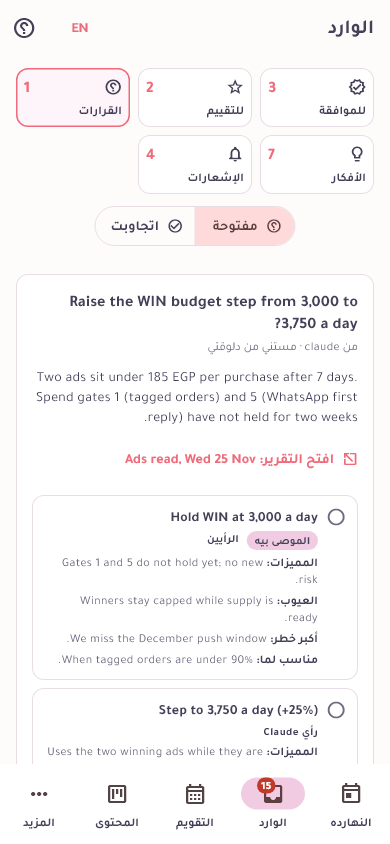 الوارد
EN
3
للموافقة
2
للتقييم
1
القرارات
7
الأفكار
4
الإشعارات
مفتوحة
اتجاوبت
Raise the WIN budget step from 3,000 to
3,750 a day?
من claude · مستني من دلوقتي
Two ads sit under 185 EGP per purchase after 7 days.
Spend gates 1 (tagged orders) and 5 (WhatsApp first
reply) have not held for two weeks.
افتح التقرير: Ads read, Wed 25 Nov
Hold WIN at 3,000 a day
الموصى بيه الرأيين
المميزات: Gates 1 and 5 do not hold yet; no new
risk.
العيوب: Winners stay capped while supply is
ready.
أكبر خطر: We miss the December push window.
مناسب لما: When tagged orders are under 90%.
Step to 3,750 a day (+25%)
رأي Claude
المميزات: Uses the two winning ads while they are
النهارده
15
الوارد
التقويم
المحتوى
المزيد